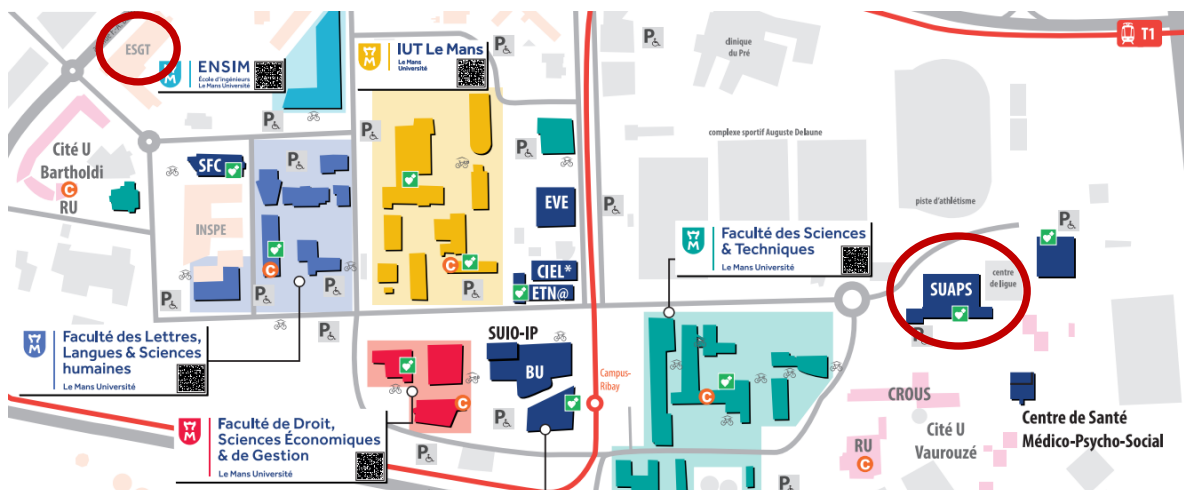 ESGT
ENSIM
École d'ingénieurs
Le Mans Université
IUT Le Mans
Le Mans
Université
P
clinique
du Pré
T1
P
P
P
P
P
Cité U
Bartholdi
C
RU
SFC
INSPE
C
P
P
P
P
C
P
EVE
CIEL*
ETN@
complexe sportif Auguste Delaune
P
piste d'athlétisme
Faculté des Sciences
& Techniques
Le Mans Université
P
SUAPS
centre
de ligue
P
Faculté des Lettres,
Langues & Sciences
humaines
Le Mans Université
SUIO-IP
BU
Campus-
Ribay
P
C
C
P
P
Faculté de Droit,
Sciences Économiques
& de Gestion
Le Mans Université
CROUS
Cité U
Vaurouzé
RU
C
Centre de Santé
Médico-Psycho-Social
P